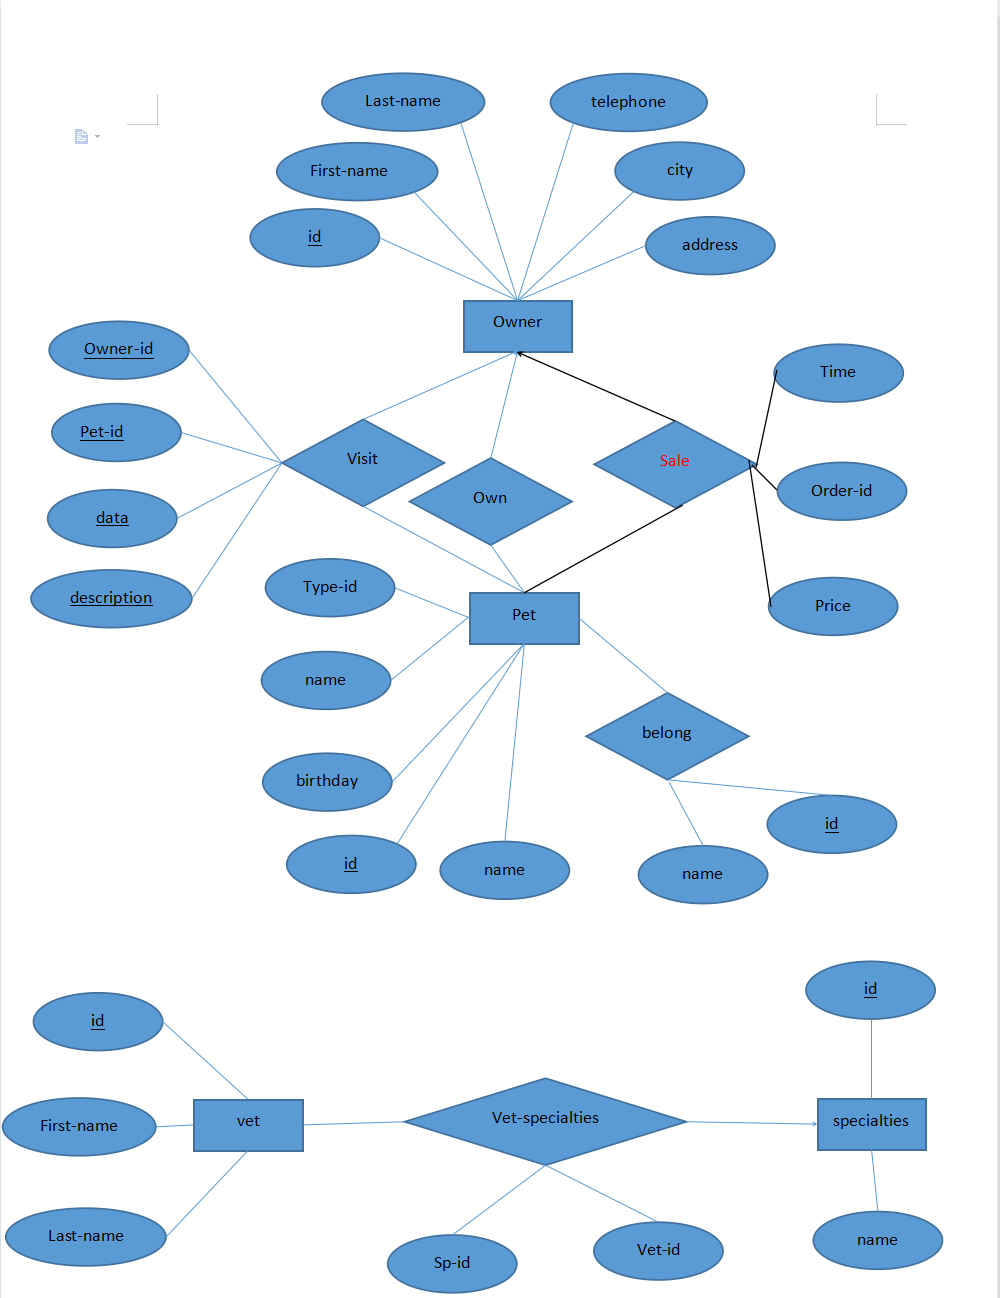 Last-name
telephone
First-name
city
id
address
Owner
Owner-id
Time
Pet-id
Visit
Sale
Own
Order-id
data
description
Type-id
Pet
Price
name
belong
birthday
id
id
name
name
id
id
First-name
vet
Vet-specialties
specialties
Last-name
name
Sp-id
Vet-id